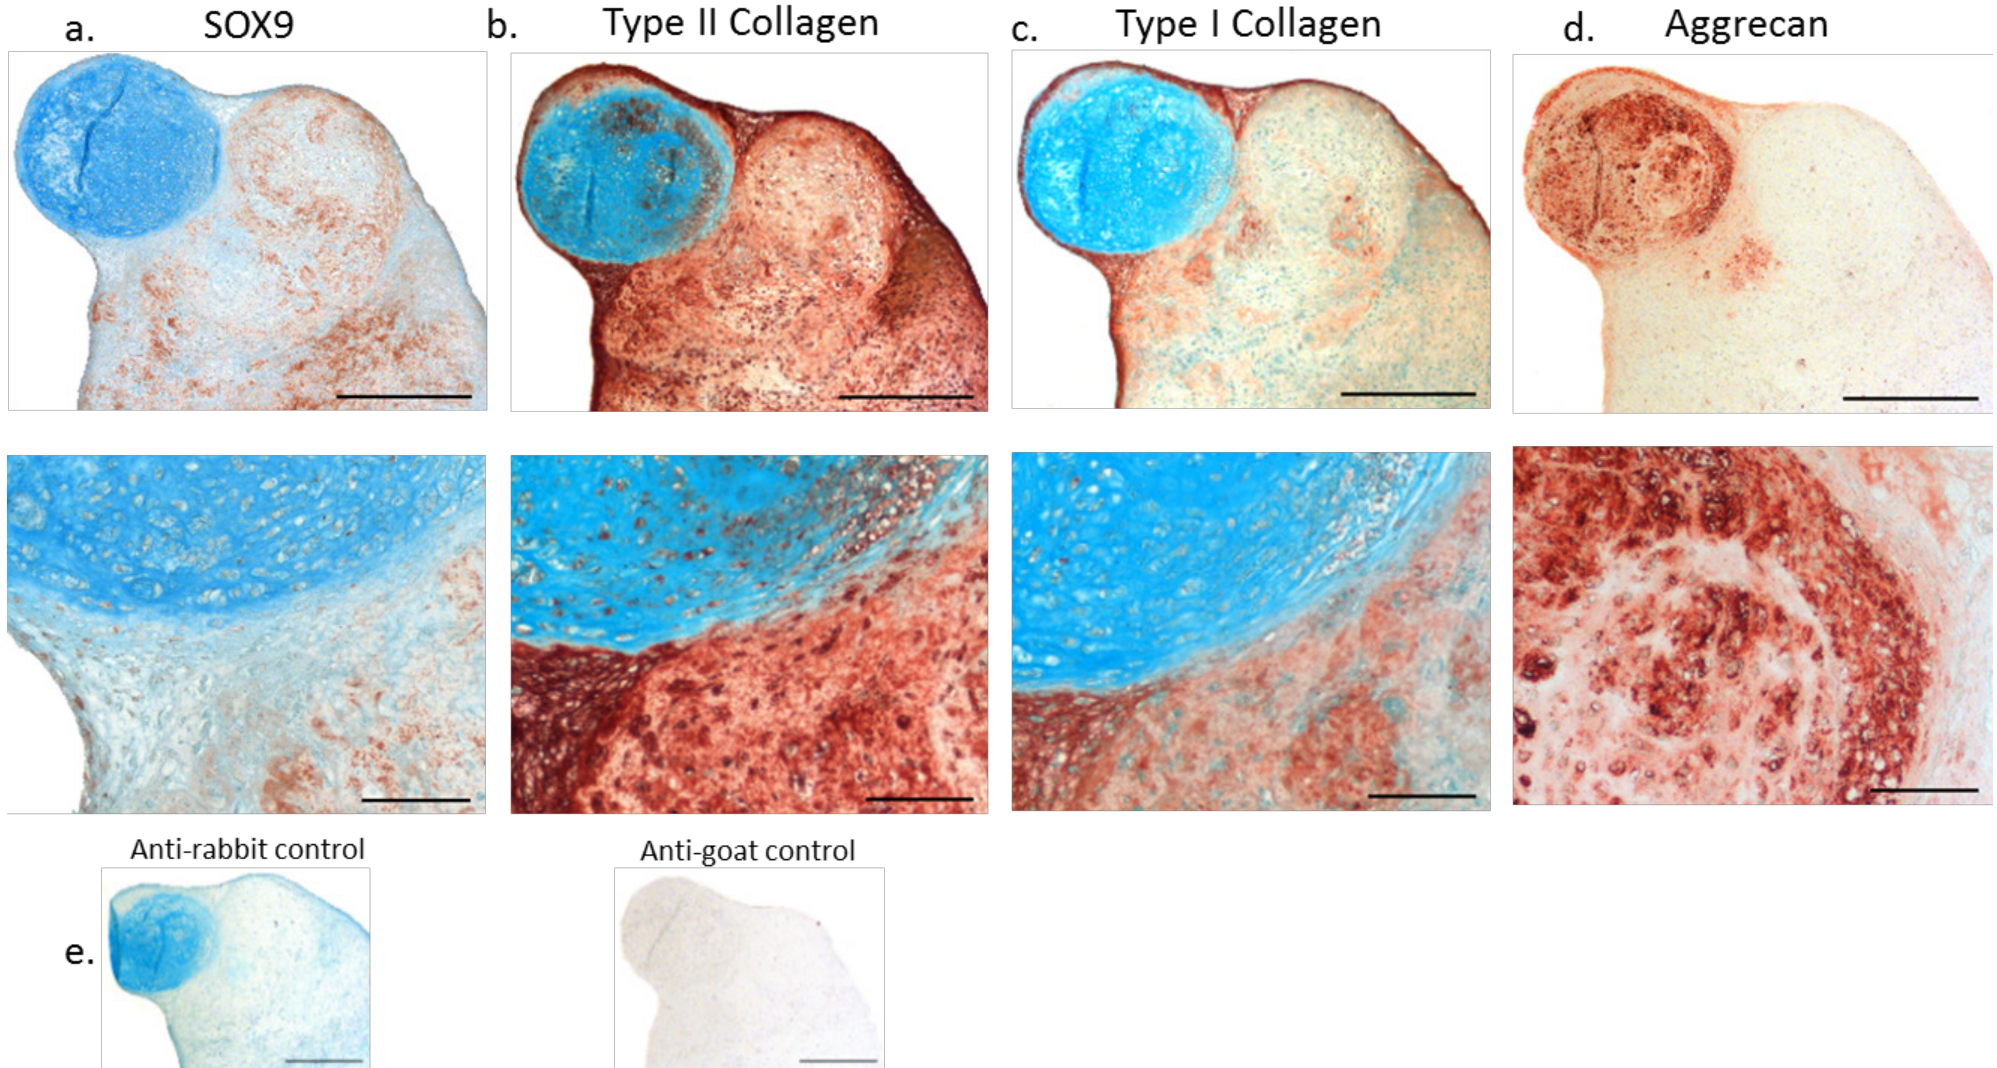 a. SOX9
b. Type II Collagen
c. Type I Collagen
d. Aggrecan
Anti-rabbit control
Anti-goat control
e.